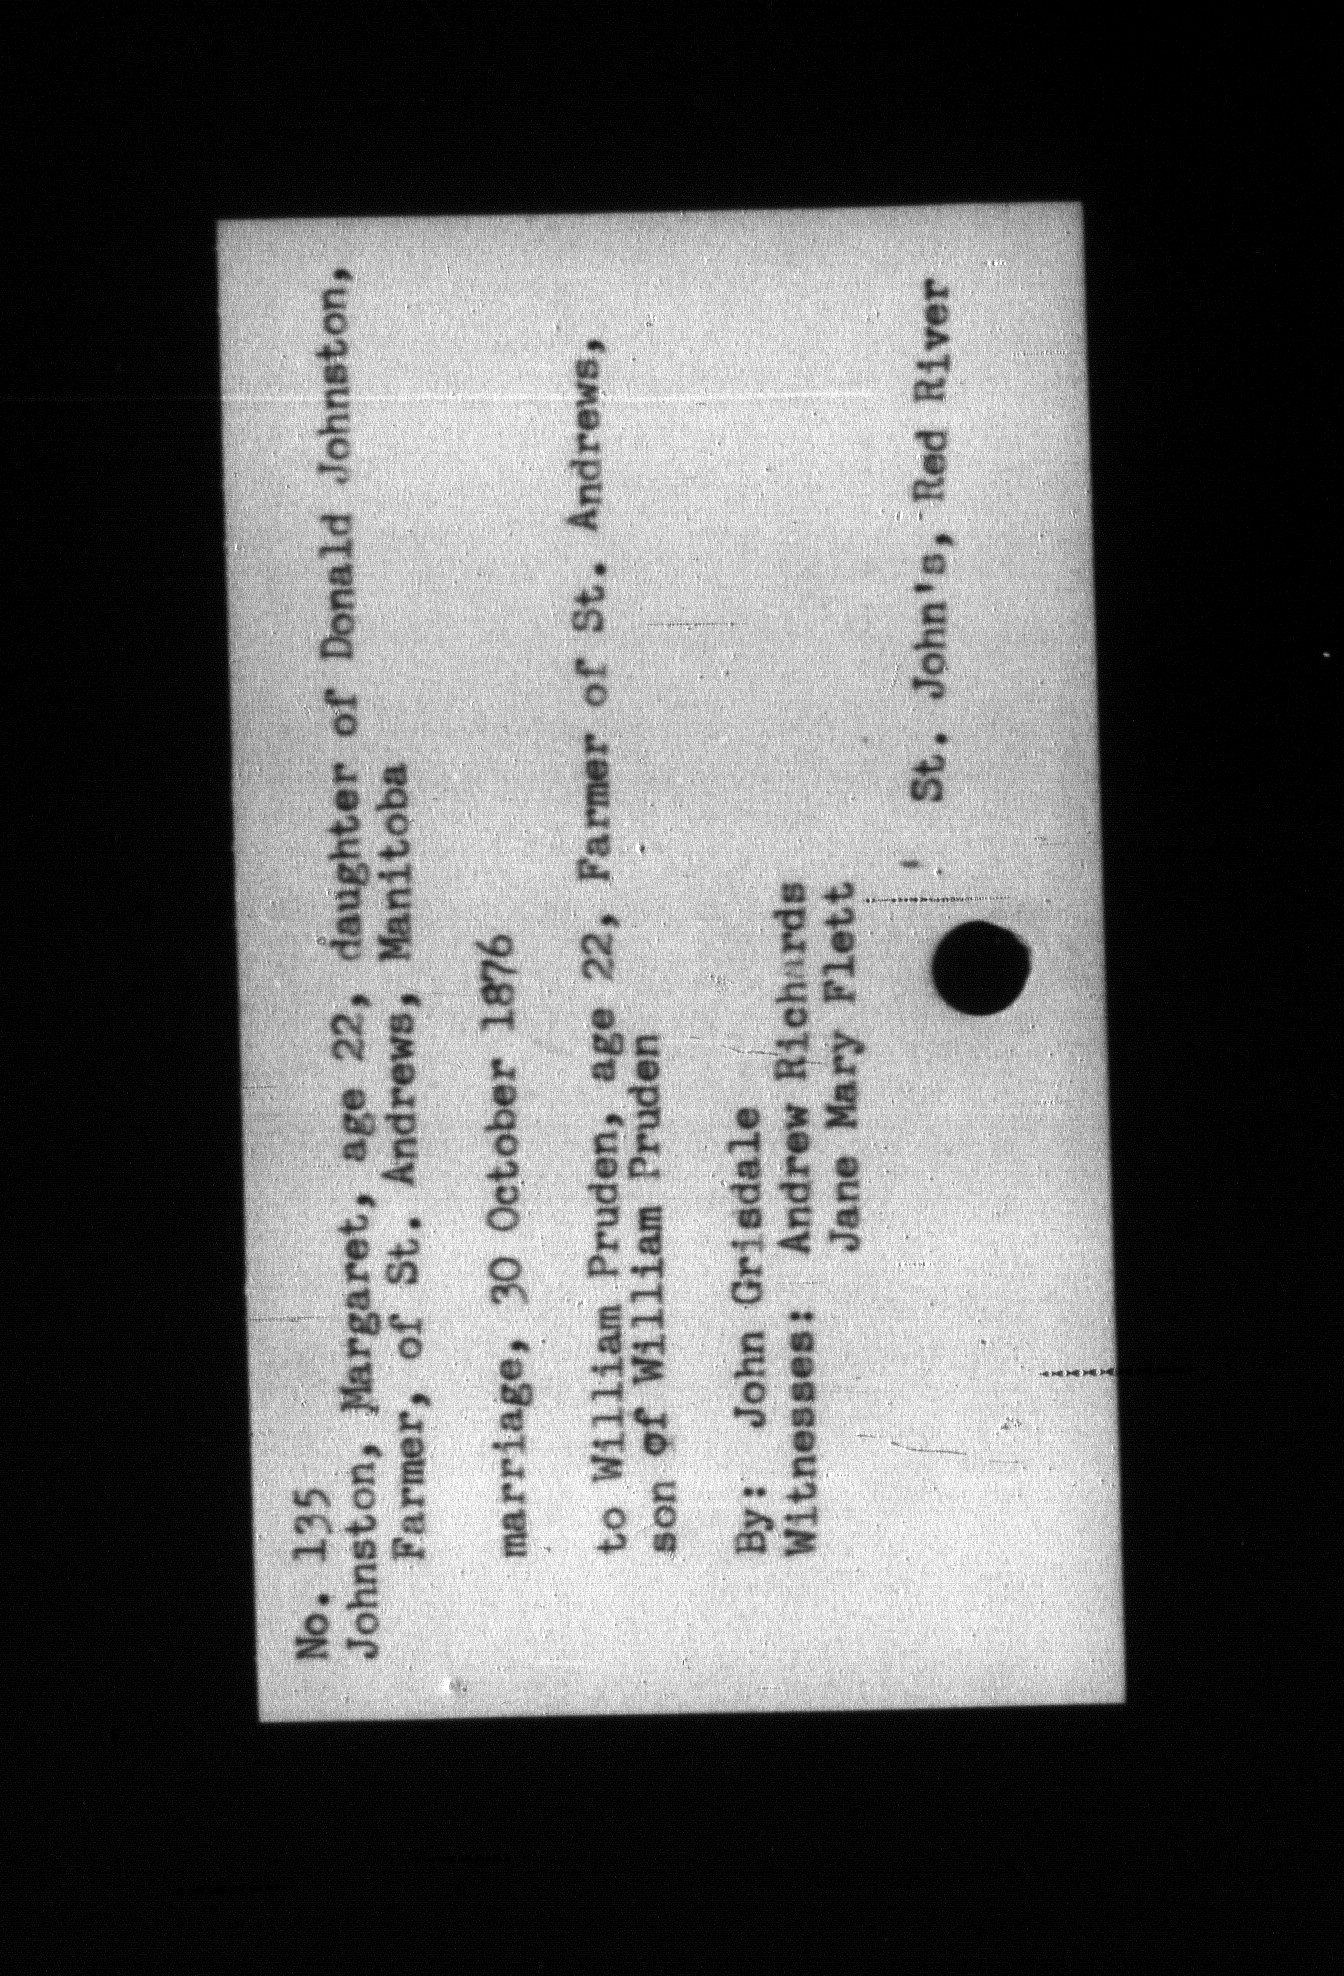 No. 135
Johnston, Margaret, age 22, daughter of Donald Johnston,
Farmer, of St. Andrews, Manitoba
marriage, 30 October 1876
to William Pruden, age 22, Farmer of St. Andrews,
son of William Pruden
By: John Grisdale
Witnesses: Andrew Richards
Jane Mary Flett
St. John's, Red River